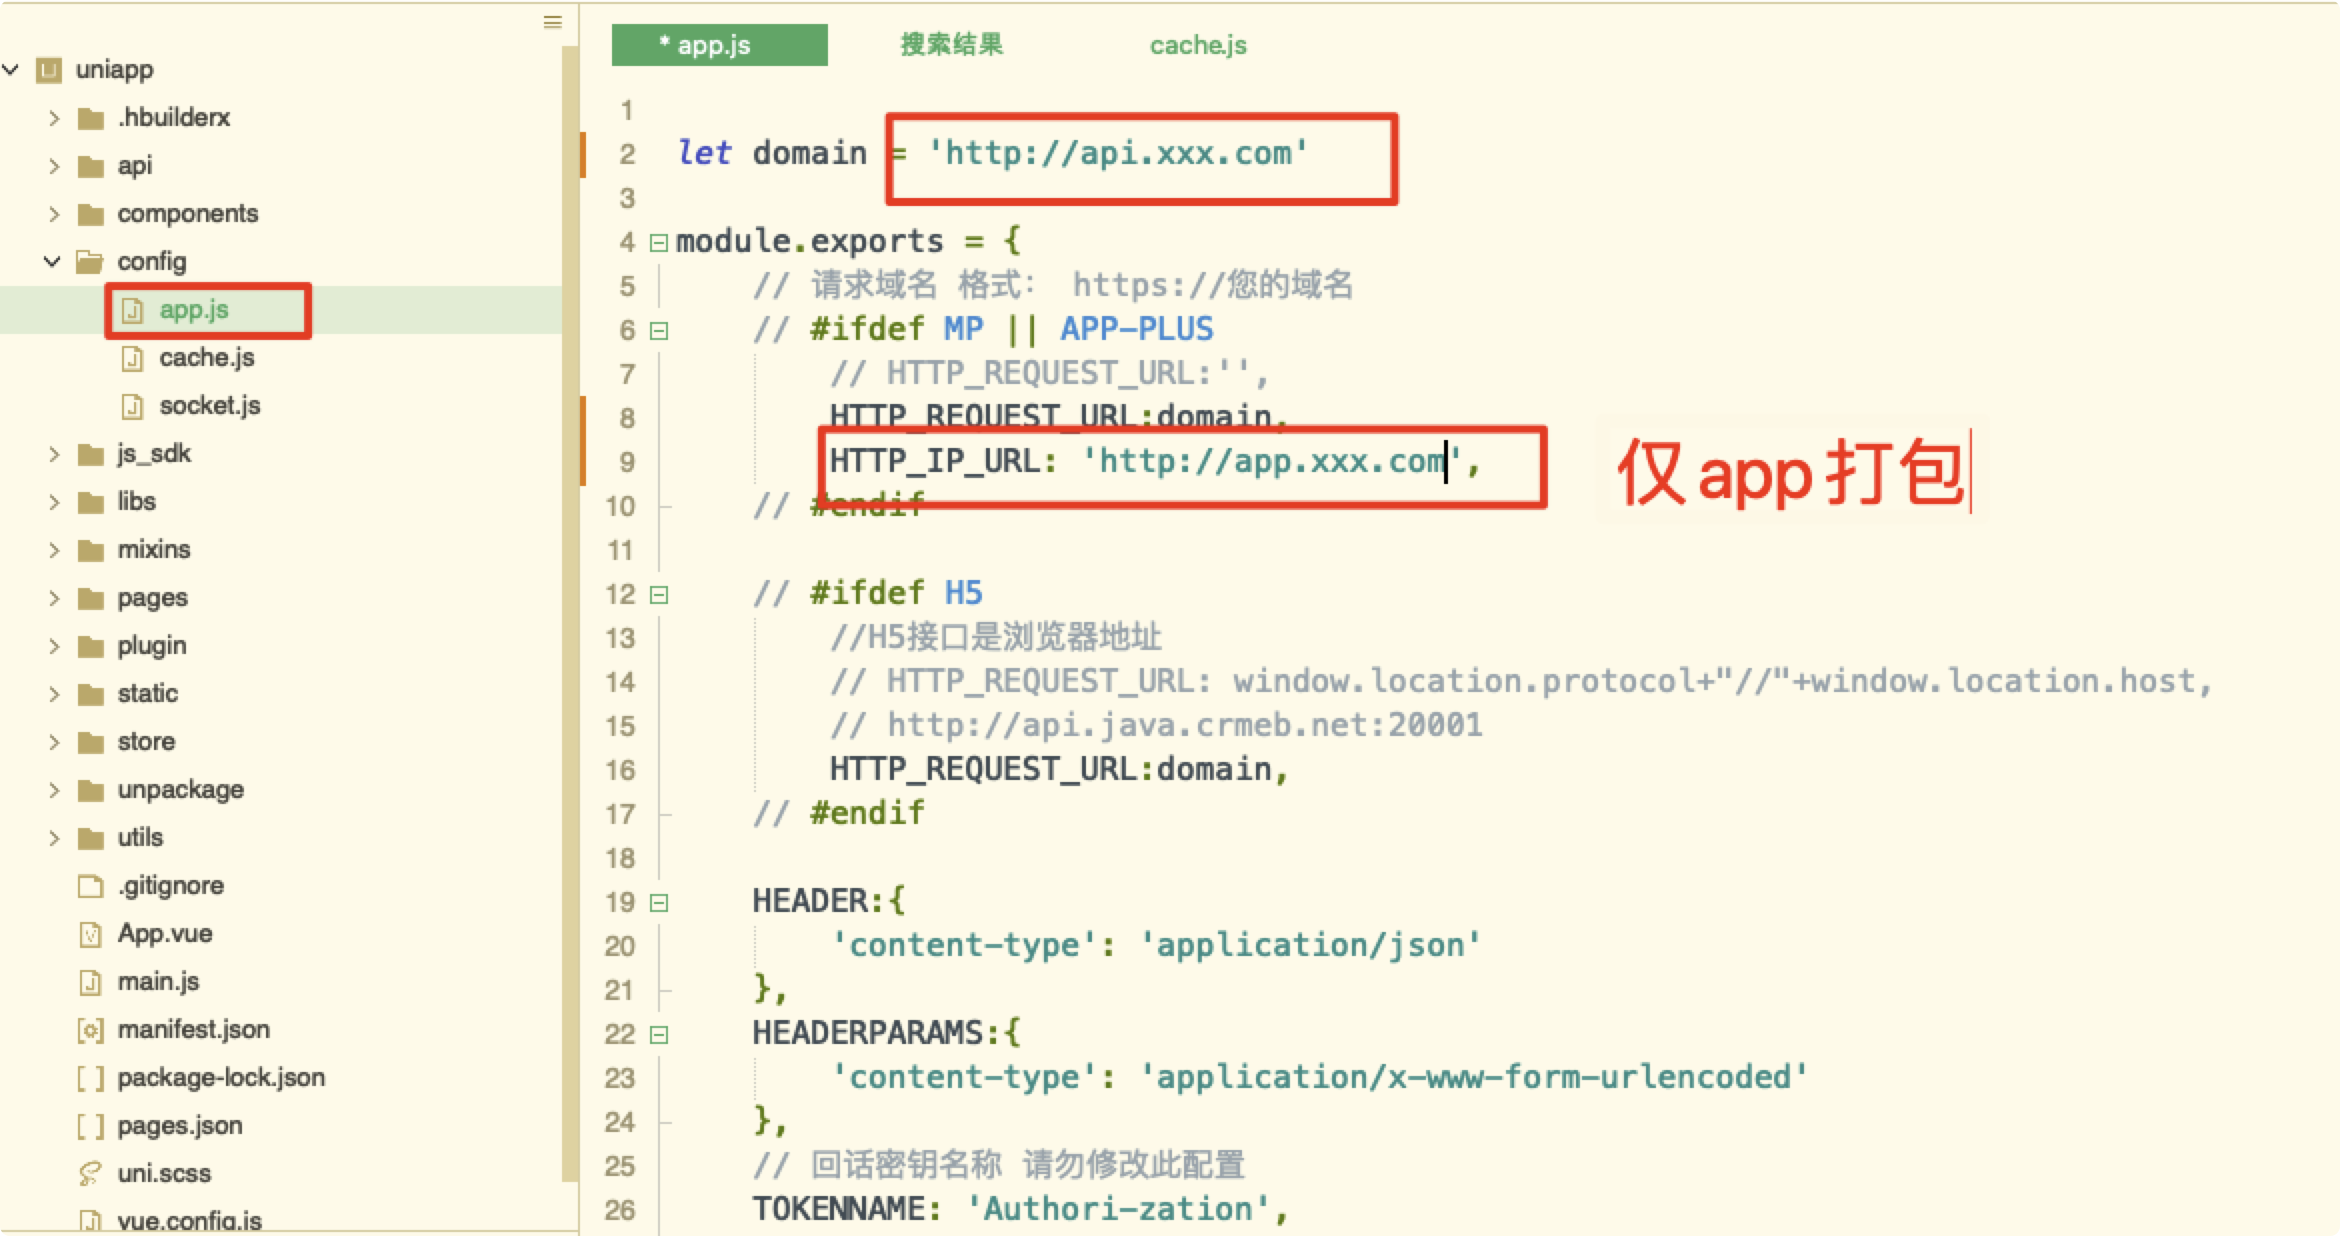 uniapp
.hbuilderx
api
components
config
app.js
cache.js
socket.js
js_sdk
libs
mixins
pages
plugin
static
store
unpackage
utils
.gitignore
App.vue
main.js
manifest.json
package-lock.json
pages.json
uni.scss
vue.config.js
* app.js 搜索结果 cache.js
1
2 let domain = 'http://api.xxx.com'
3
4 module.exports = {
5 // 请求域名 格式： https://您的域名
6 // #ifdef MP || APP-PLUS
7 // HTTP_REQUEST_URL:'',
8 HTTP_REQUEST_URL:domain,
9 HTTP_IP_URL: 'http://app.xxx.com',
仅app打包
10 // #endif
11
12 // #ifdef H5
13 //H5接口是浏览器地址
14 // HTTP_REQUEST_URL: window.location.protocol+"//"+window.location.host,
15 // http://api.java.crmeb.net:20001
16 HTTP_REQUEST_URL:domain,
17 // #endif
18
19 HEADER:{
20 'content-type': 'application/json'
21 },
22 HEADERPARAMS:{
23 'content-type': 'application/x-www-form-urlencoded'
24 },
25 // 回话密钥名称 请勿修改此配置
26 TOKENNAME: 'Authori-zation',